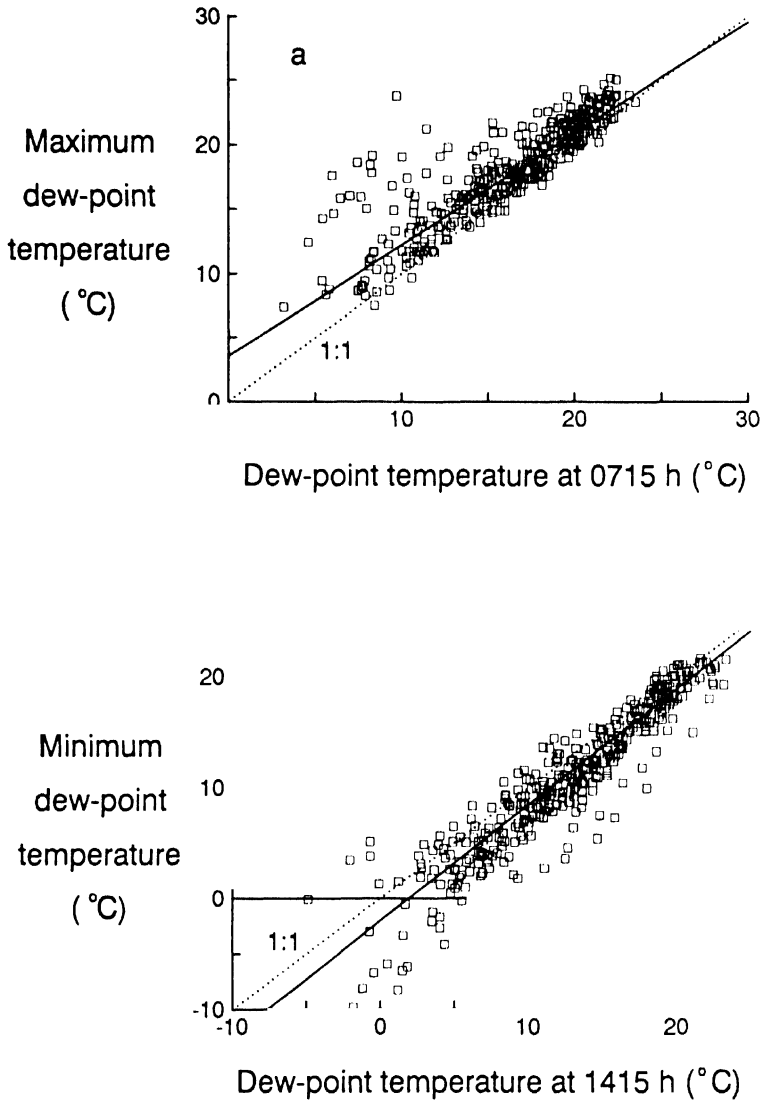 30
a
Maximum
dew-point
temperature
(°C)
20
10
0
1:1
10
20
30
Dew-point temperature at 0715 h (°C)
20
Minimum
dew-point
temperature
(°C)
10
0
1:1
-10
-10
0
10
20
Dew-point temperature at 1415 h (°C)